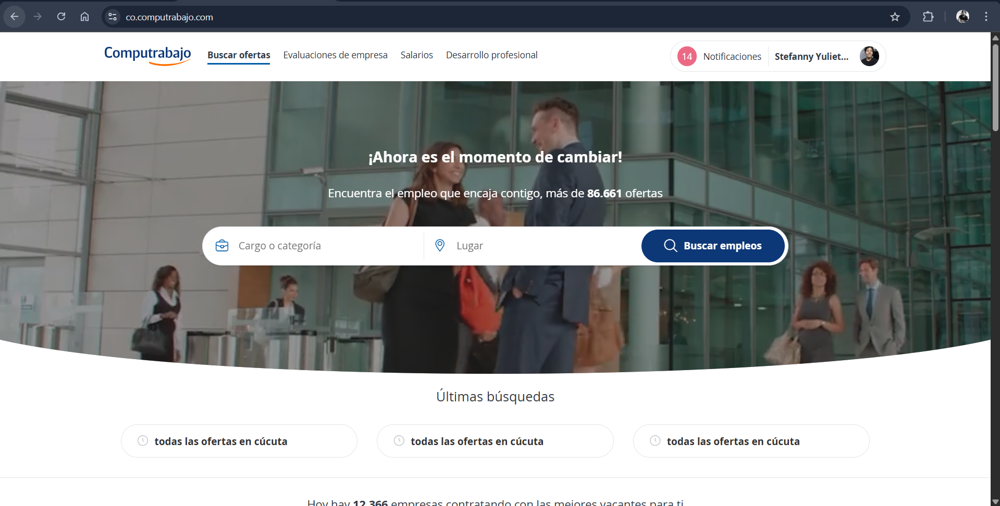 co.computrabajo.com
Computrabajo
Buscar ofertas
Evaluaciones de empresa
Salarios
Desarrollo profesional
14
Notificaciones
Stefanny Yuliet...
¡Ahora es el momento de cambiar!
Encuentra el empleo que encaja contigo, más de 86.661 ofertas
Cargo o categoría
Lugar
Buscar empleos
Últimas búsquedas
todas las ofertas en cúcuta
todas las ofertas en cúcuta
todas las ofertas en cúcuta
Hoy hay 12.366 empresas contratando con las mejores vacantes para ti